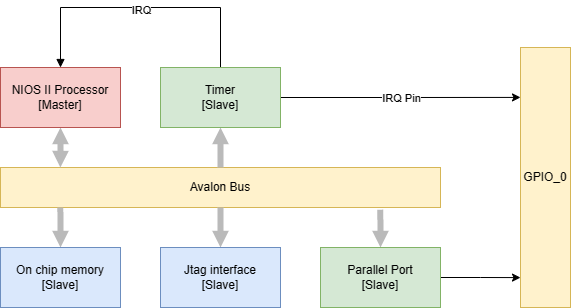 IRQ
NIOS II Processor
[Master]
Timer
[Slave]
IRQ Pin
GPIO_0
Avalon Bus
On chip memory
[Slave]
Jtag interface
[Slave]
Parallel Port
[Slave]